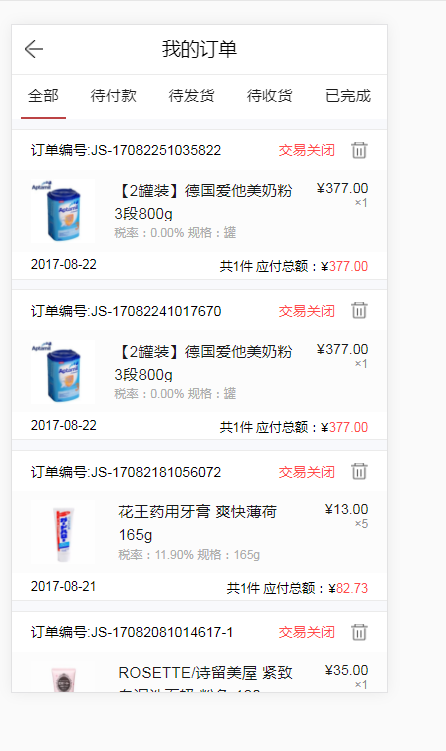 我的订单
全部 待付款 待发货 待收货 已完成
订单编号:JS-17082251035822 交易关闭
Aptamil
【2罐装】德国爱他美奶粉 ¥377.00
3段800g ×1
税率：0.00% 规格：罐
2017-08-22 共1件 应付总额：¥377.00
订单编号:JS-17082241017670 交易关闭
Aptamil
【2罐装】德国爱他美奶粉 ¥377.00
3段800g ×1
税率：0.00% 规格：罐
2017-08-22 共1件 应付总额：¥377.00
订单编号:JS-17082181056072 交易关闭
花王药用牙膏 爽快薄荷 ¥13.00
165g ×5
税率：11.90% 规格：165g
2017-08-21 共1件 应付总额：¥82.73
订单编号:JS-17082081014617-1 交易关闭
ROSETTE/诗留美屋 紧致 ¥35.00
×1